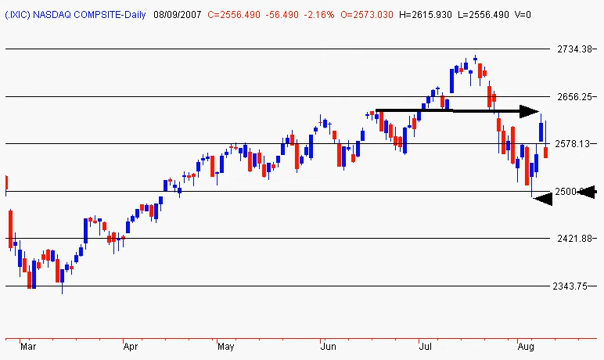 (.IXIC) NASDAQ COMPSITE-Daily 08/09/2007 C=2556.490 -56.490 -2.16% O=2573.030 H=2615.930 L=2556.490 V=0
2734.38
2656.25
2578.13
2421.88
2343.75
Mar Apr May Jun Jul Aug